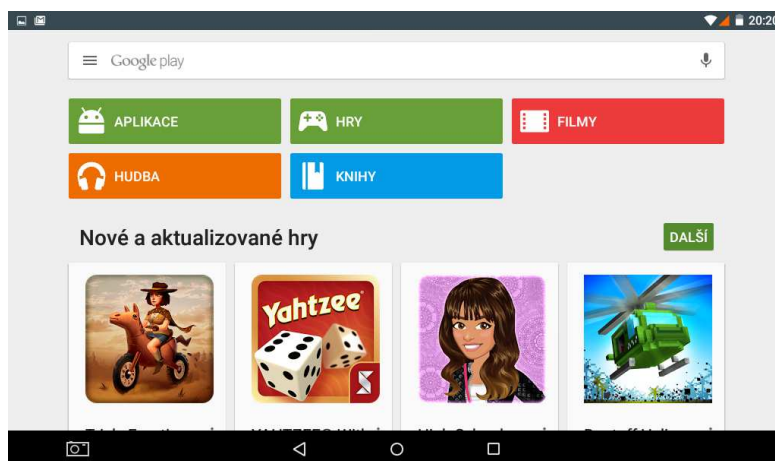 20:20
Google play
APLIKACE
HRY
FILMY
HUDBA
KNIHY
Nové a aktualizované hry
DALŠÍ
Yahtzee